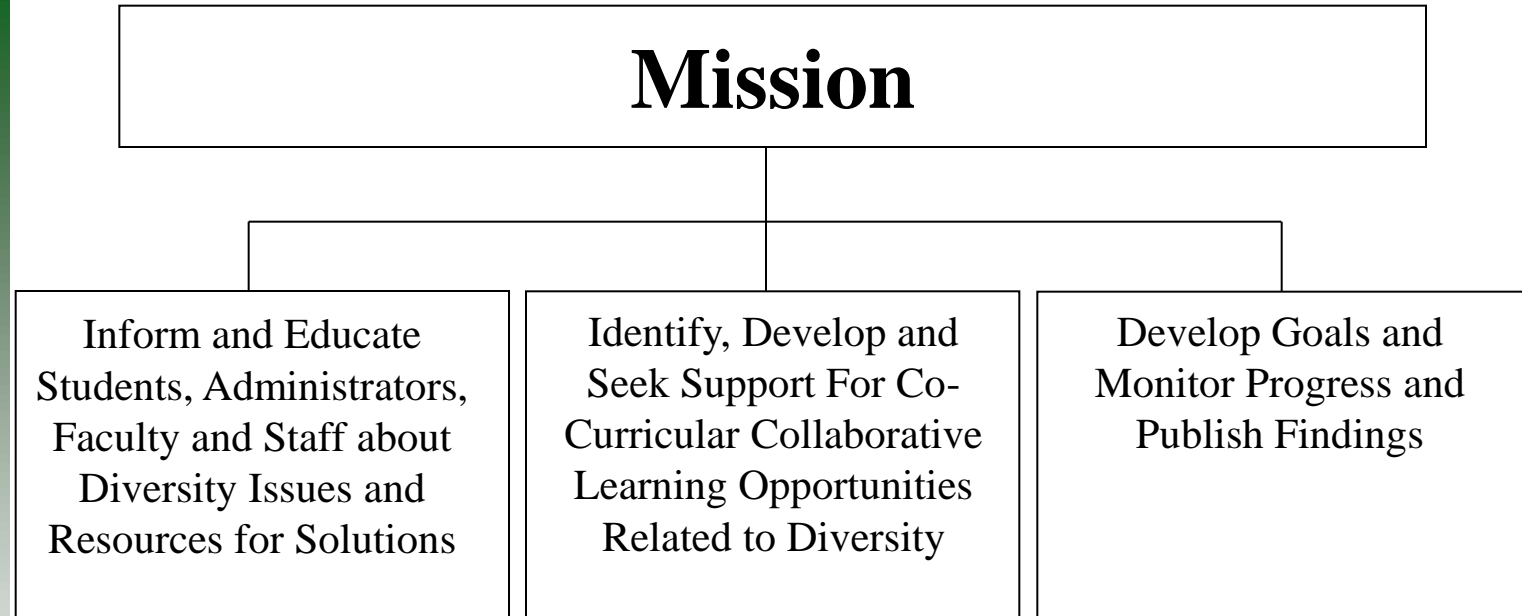 Mission
Inform and Educate
Students, Administrators,
Faculty and Staff about
Diversity Issues and
Resources for Solutions
Identify, Develop and
Seek Support For Co-
Curricular Collaborative
Learning Opportunities
Related to Diversity
Develop Goals and
Monitor Progress and
Publish Findings